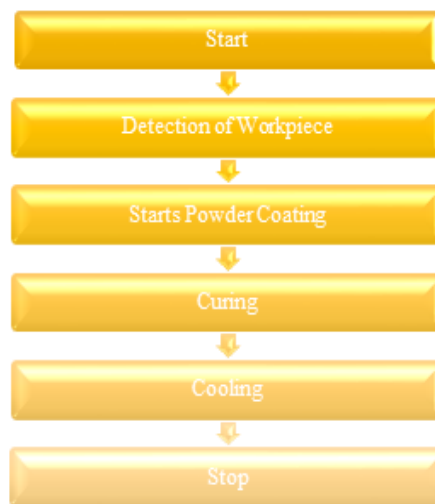 Start
Detection of Workpiece
Starts Powder Coating
Curing
Cooling
Stop